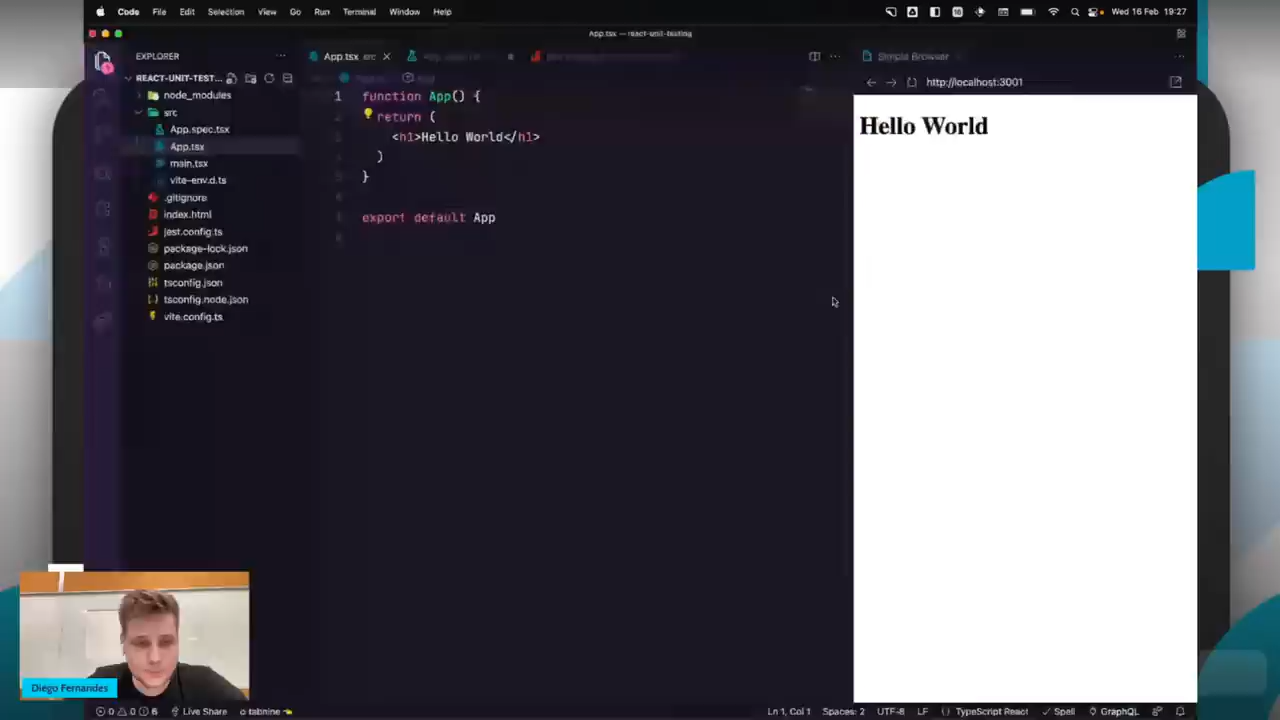 Code File Edit Selection View Go Run Terminal Window Help
Wed 16 Feb 19:27
App.tsx — react-unit-testing
EXPLORER
App.tsx src
Simple Browser
REACT-UNIT-TEST...
http://localhost:3001
node_modules
src
App.spec.tsx
App.tsx
main.tsx
vite-env.d.ts
.gitignore
index.html
jest.config.ts
package-lock.json
package.json
tsconfig.json
tsconfig.node.json
vite.config.ts
1 function App() {
return (
<h1>Hello World</h1>
)
}
export default App
Hello World
Diego Fernandes
0 0 6 Live Share tabnine
Ln 1, Col 1 Spaces: 2 UTF-8 LF TypeScript React Spell GraphQL